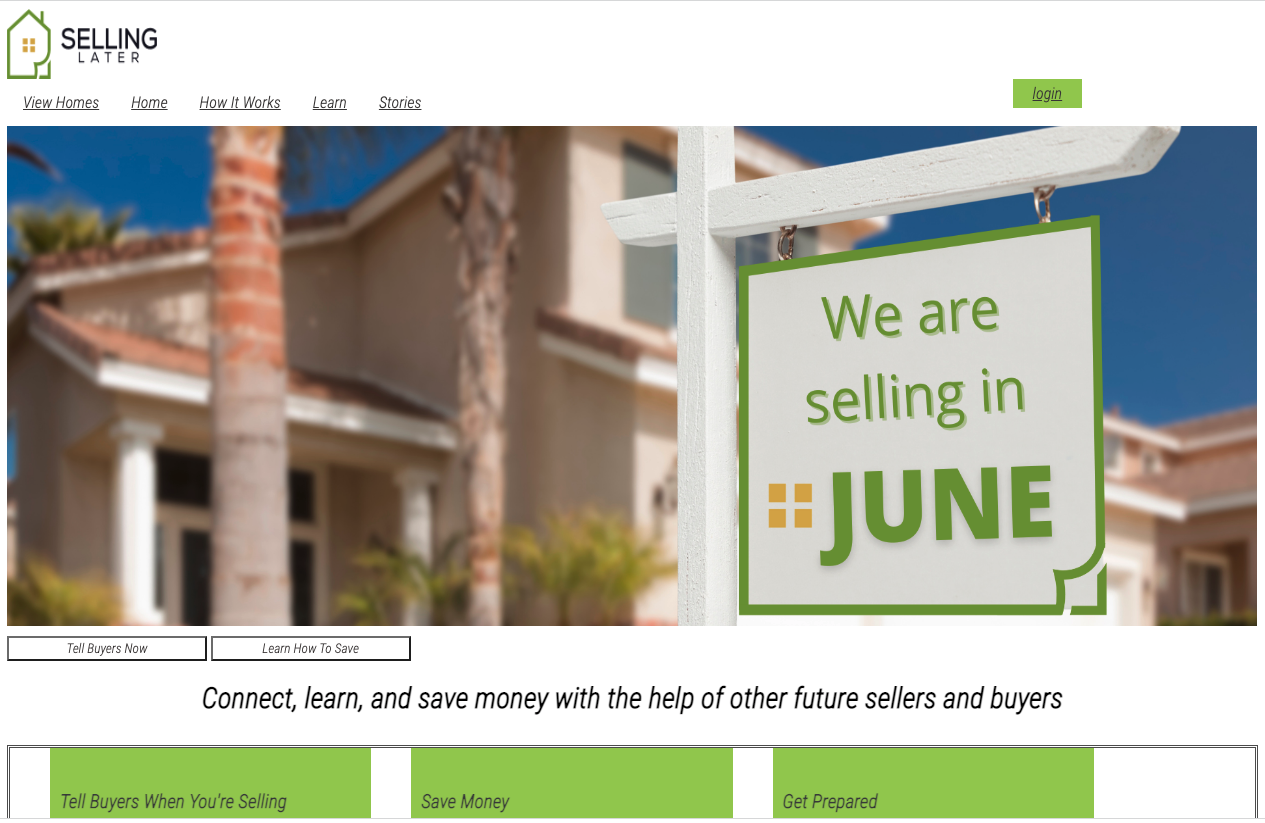 SELLING
LATER
View Homes Home How It Works Learn Stories
login
We are
selling in
JUNE
Tell Buyers Now Learn How To Save
Connect, learn, and save money with the help of other future sellers and buyers
Tell Buyers When You're Selling Save Money Get Prepared